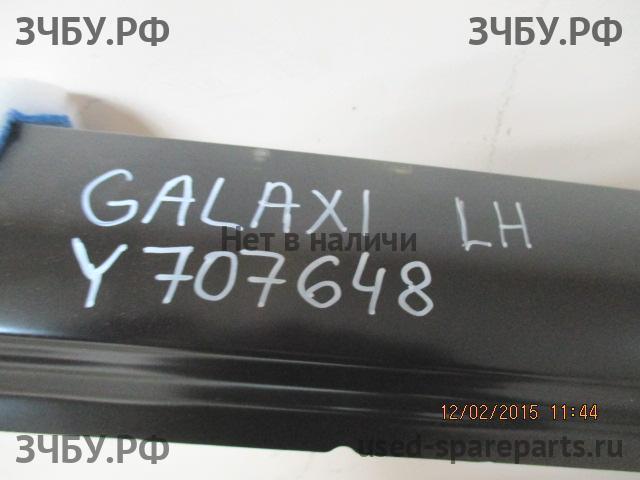 ЗЧБУ.РФ ЗЧБУ.РФ
GALAXI LH
Нет в наличи
Y707648
12/02/2015 11:44
ЗЧБУ.РФ used-spareparts.ru